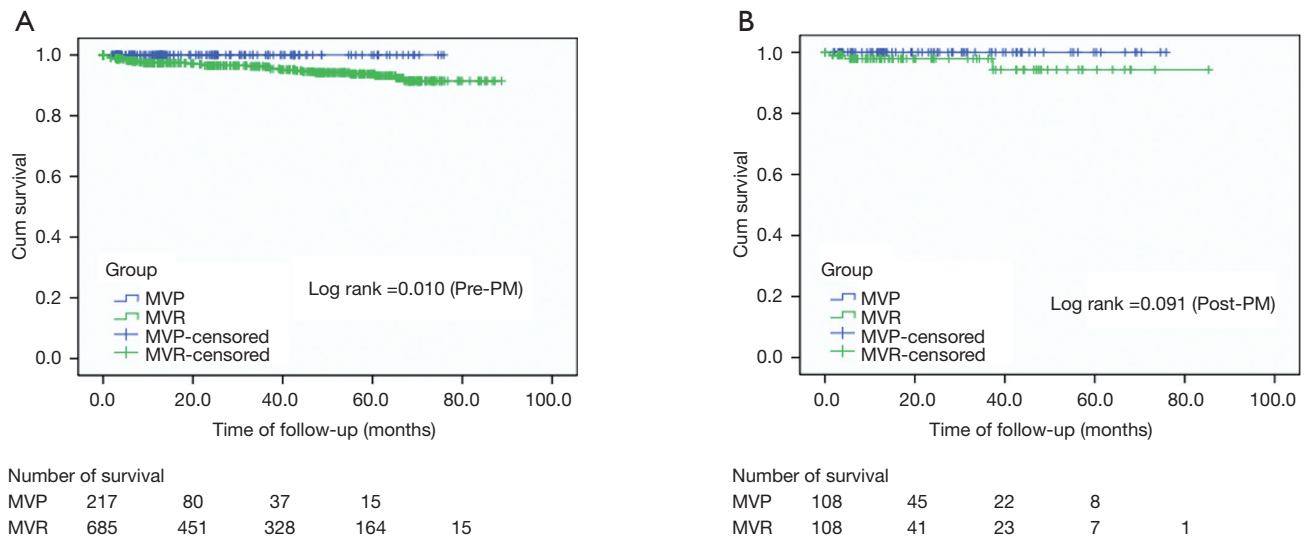 A
Cum survival
1.0
0.8
0.6
0.4
0.2
0.0
Group
MVP
MVR
MVP-censored
MVR-censored
Log rank =0.010 (Pre-PM)
0.0 20.0 40.0 60.0 80.0 100.0
Time of follow-up (months)
Number of survival
MVP 217 80 37 15
MVR 685 451 328 164 15
B
Cum survival
1.0
0.8
0.6
0.4
0.2
0.0
Group
MVP
MVR
MVP-censored
MVR-censored
Log rank =0.091 (Post-PM)
0.0 20.0 40.0 60.0 80.0 100.0
Time of follow-up (months)
Number of survival
MVP 108 45 22 8
MVR 108 41 23 7 1